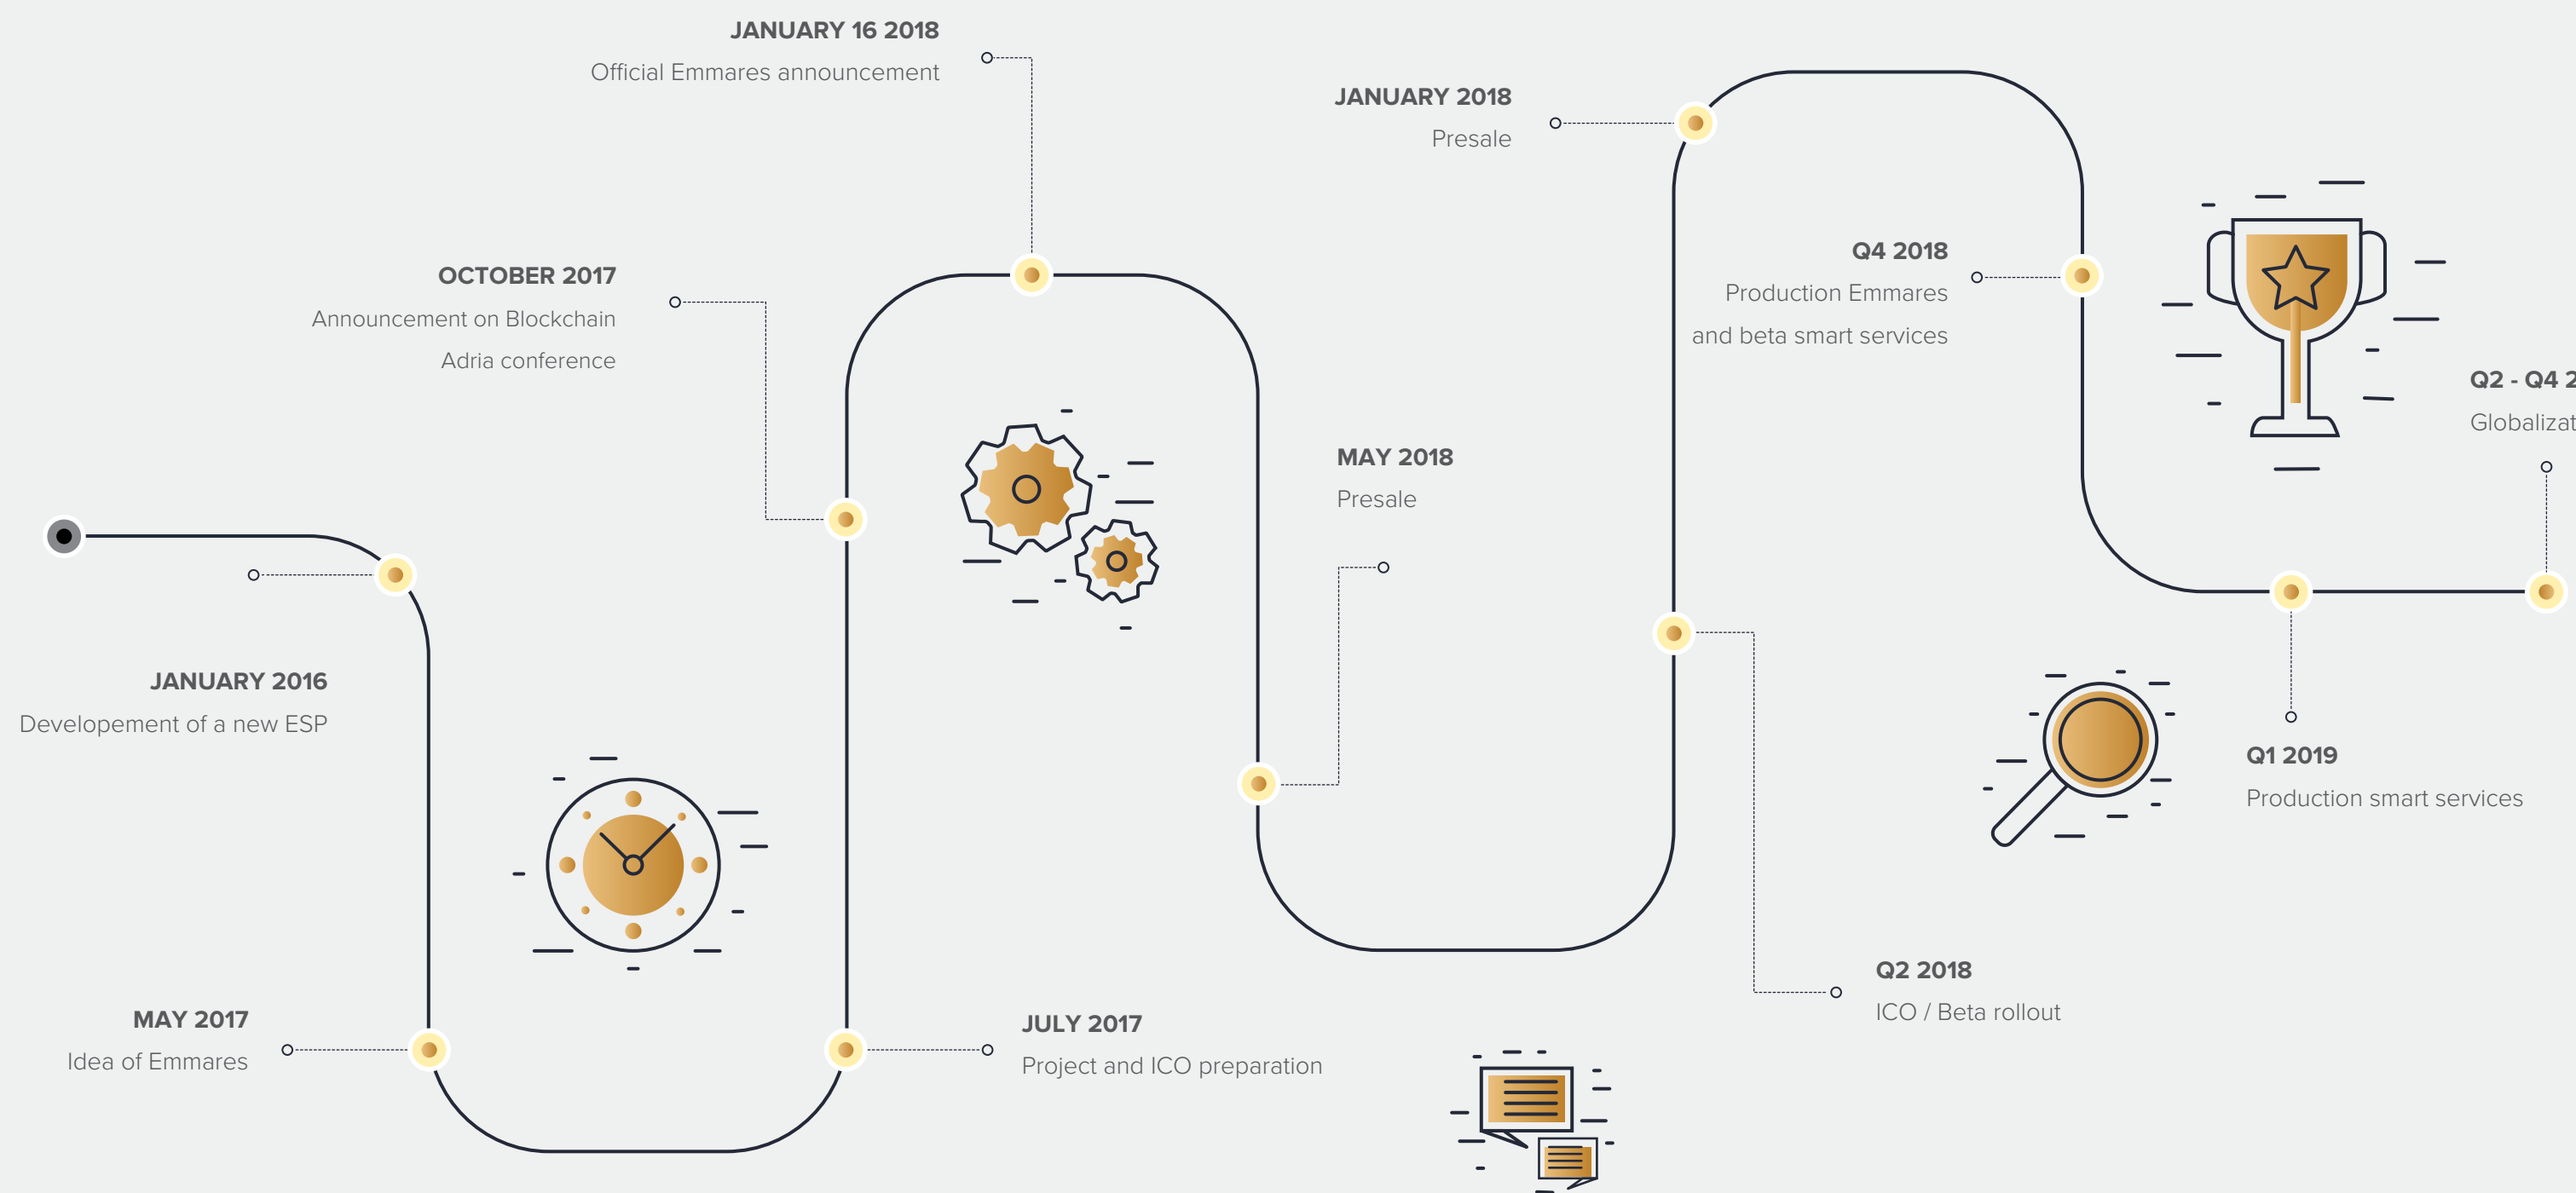 JANUARY 16 2018
Official Emmares announcement
JANUARY 2018
Presale
OCTOBER 2017
Announcement on Blockchain
Adria conference
Q4 2018
Production Emmares
and beta smart services
Q2 - Q4
MAY 2018
Presale
JANUARY 2016
Developement of a new ESP
Q1 2019
Production smart services
MAY 2017
Idea of Emmares
JULY 2017
Project and ICO preparation
Q2 2018
ICO / Beta rollout